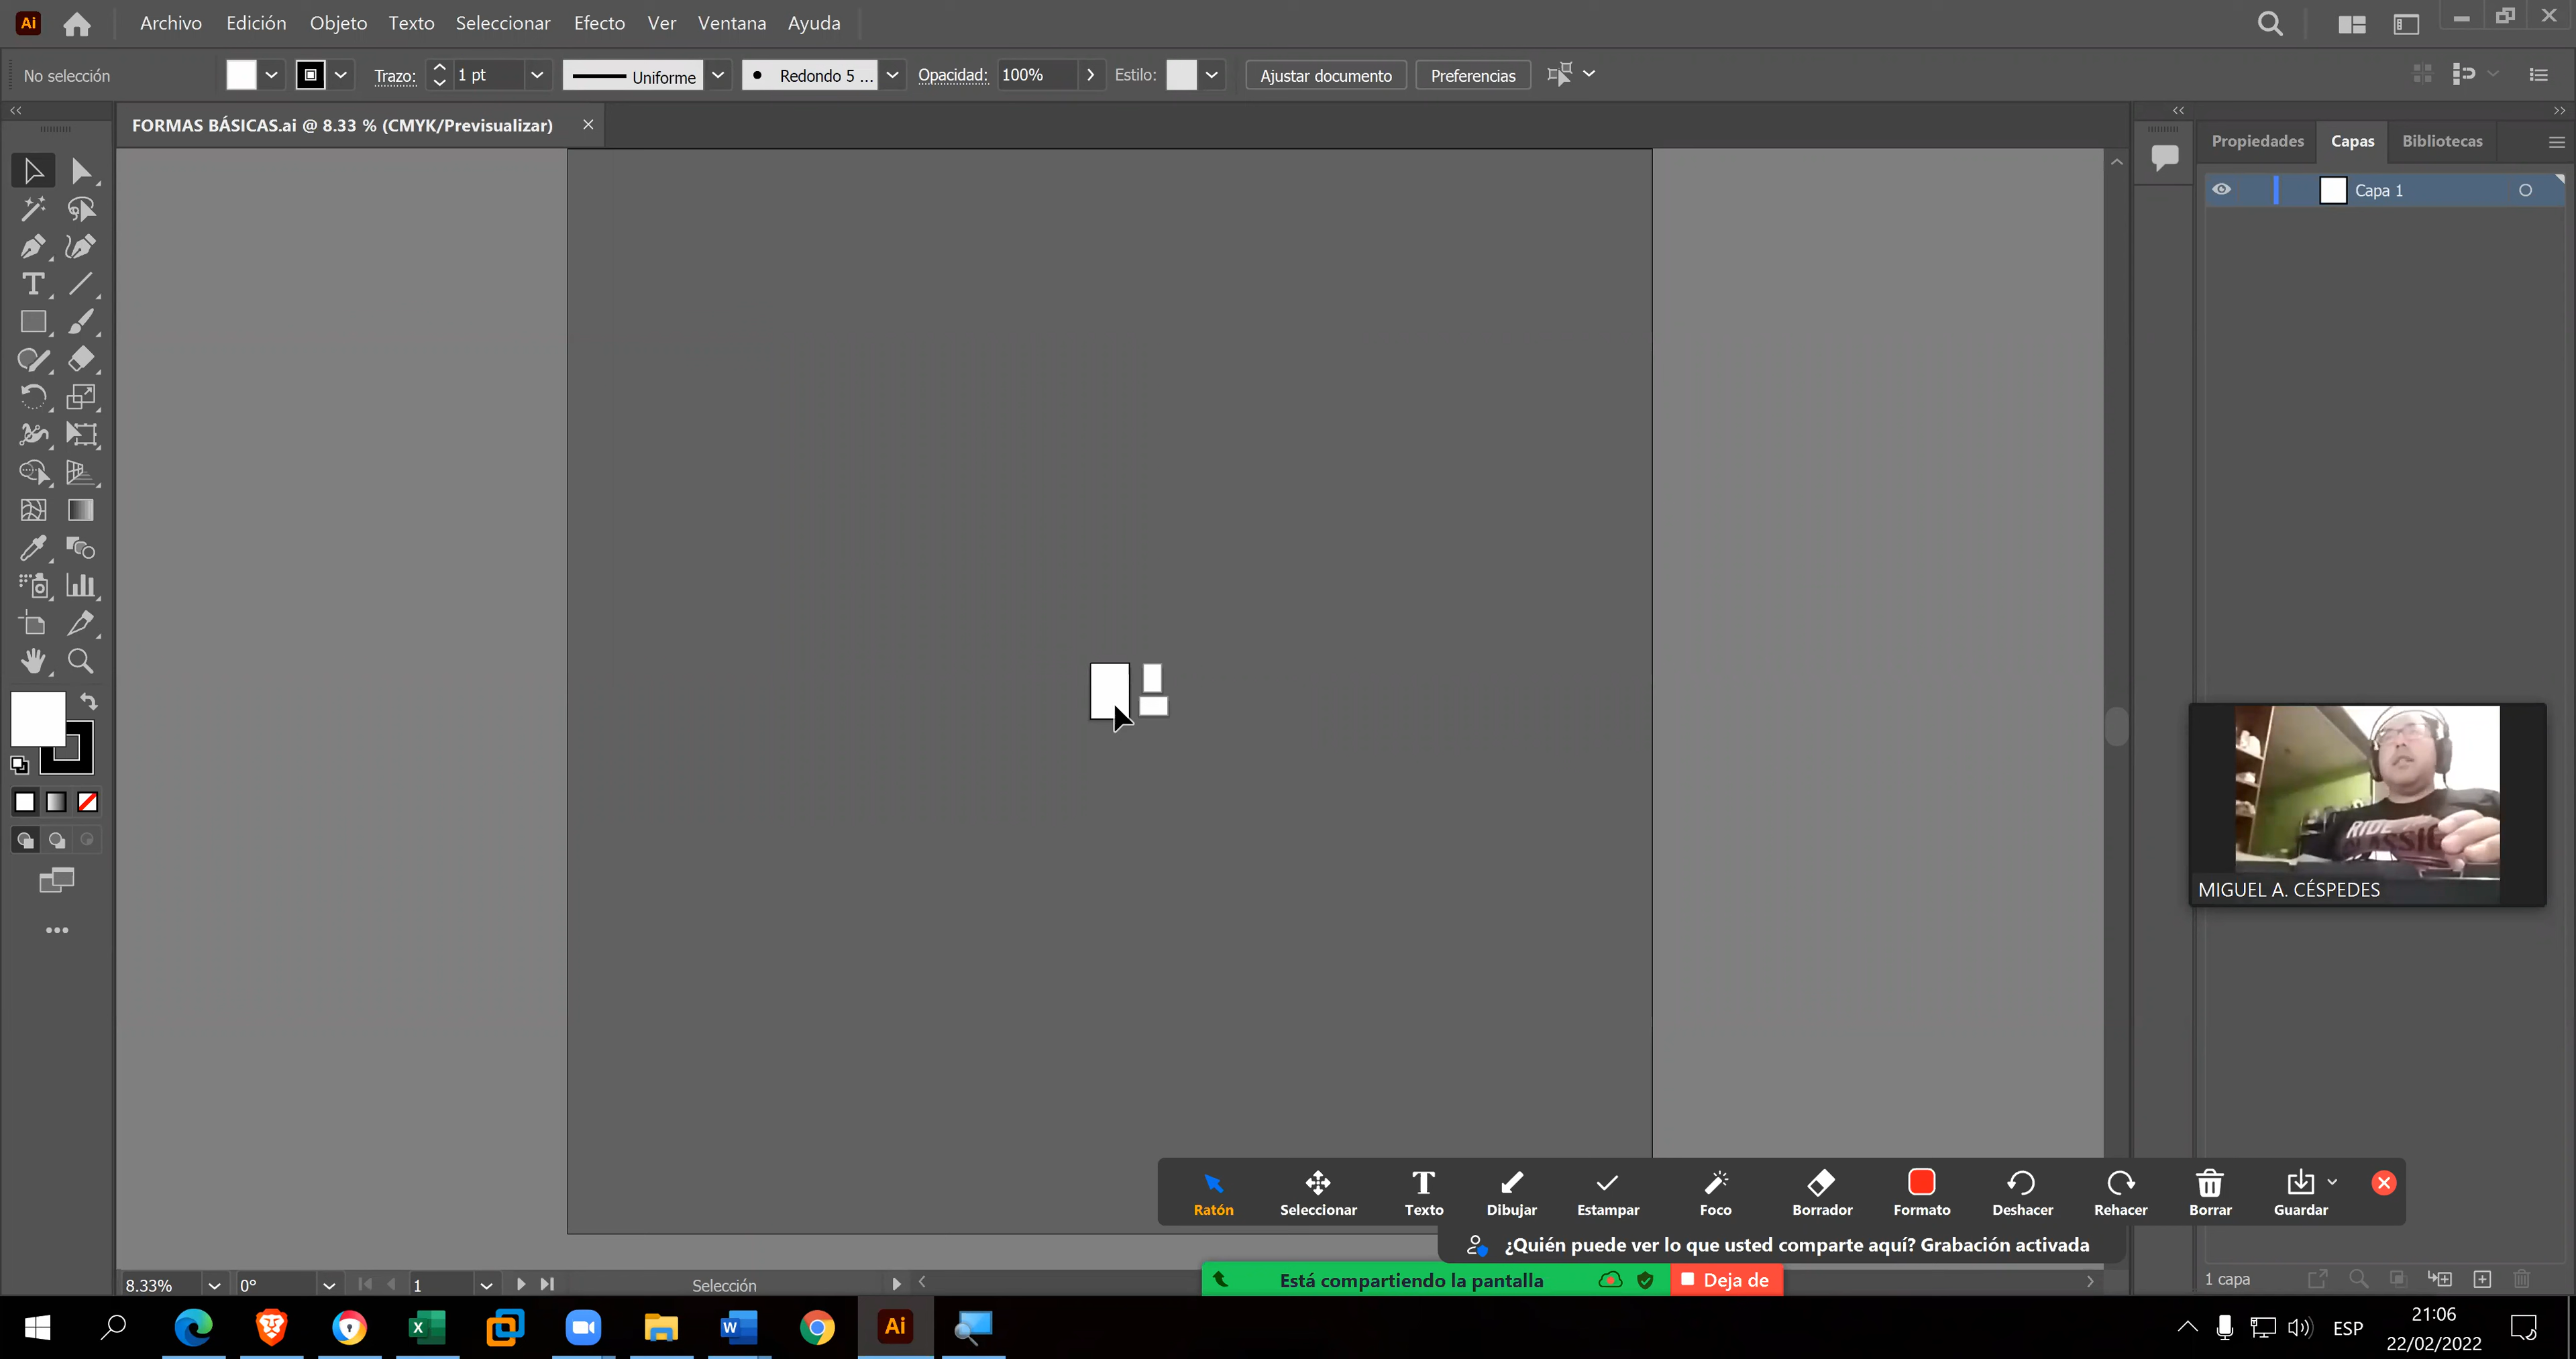 Ai Archivo Edición Objeto Texto Seleccionar Efecto Ver Ventana Ayuda
No selección Trazo: 1 pt Uniforme Redondo 5 ... Opacidad: 100% Estilo: Ajustar documento Preferencias
FORMAS BÁSICAS.ai @ 8.33 % (CMYK/Previsualizar)
Propiedades Capas Bibliotecas
Capa 1
MIGUEL A. CÉSPEDES
Ratón Seleccionar Texto Dibujar Estampar Foco Borrador Formato Deshacer Rehacer Borrar Guardar
¿Quién puede ver lo que usted comparte aquí? Grabación activada
8.33% 0° 1 Selección Está compartiendo la pantalla Deja de 1 capa
Ai ESP 21:06
22/02/2022